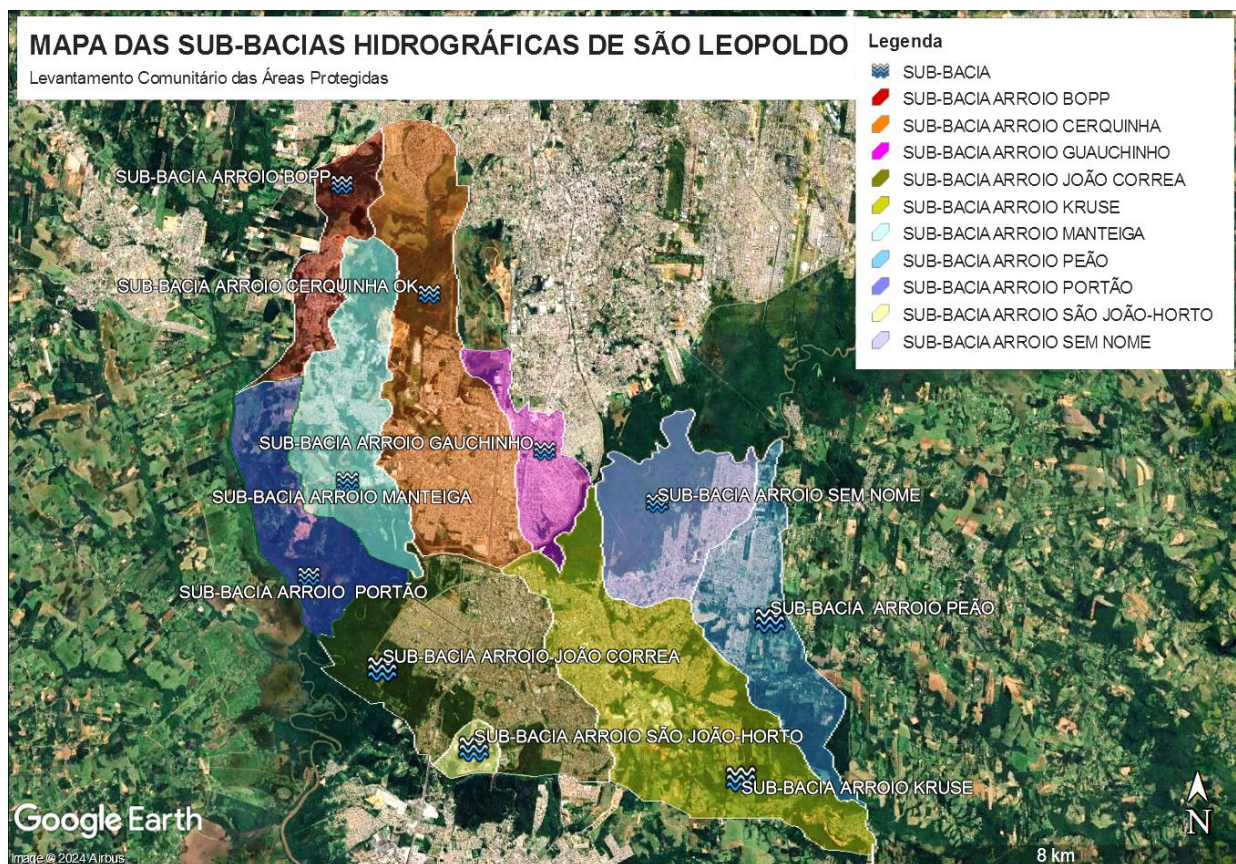 MAPA DAS SUB-BACIAS HIDROGRÁFICAS DE SÃO LEOPOLDO
Levantamento Comunitário das Áreas Protegidas
Legenda
SUB-BACIA
SUB-BACIA ARROIO BOPP
SUB-BACIA ARROIO CERQUINHA
SUB-BACIA ARROIO GUAUCHINHO
SUB-BACIA ARROIO JOÃO CORREA
SUB-BACIA ARROIO KRUSE
SUB-BACIA ARROIO MANTEIGA
SUB-BACIA ARROIO PEÃO
SUB-BACIA ARROIO PORTÃO
SUB-BACIA ARROIO SÃO JOÃO-HORTO
SUB-BACIA ARROIO SEM NOME
SUB-BACIA ARROIO BOPP
SUB-BACIA ARROIO CERQUINHA OK
SUB-BACIA ARROIO GAUCHINHO
SUB-BACIA ARROIO MANTEIGA
SUB-BACIA ARROIO SEM NOME
SUB-BACIA ARROIO PORTÃO
SUB-BACIA ARROIO PEÃO
SUB-BACIA ARROIO JOÃO CORREA
SUB-BACIA ARROIO SÃO JOÃO-HORTO
SUB-BACIA ARROIO KRUSE
Google Earth
Image © 2024 Airbus
N
8 km